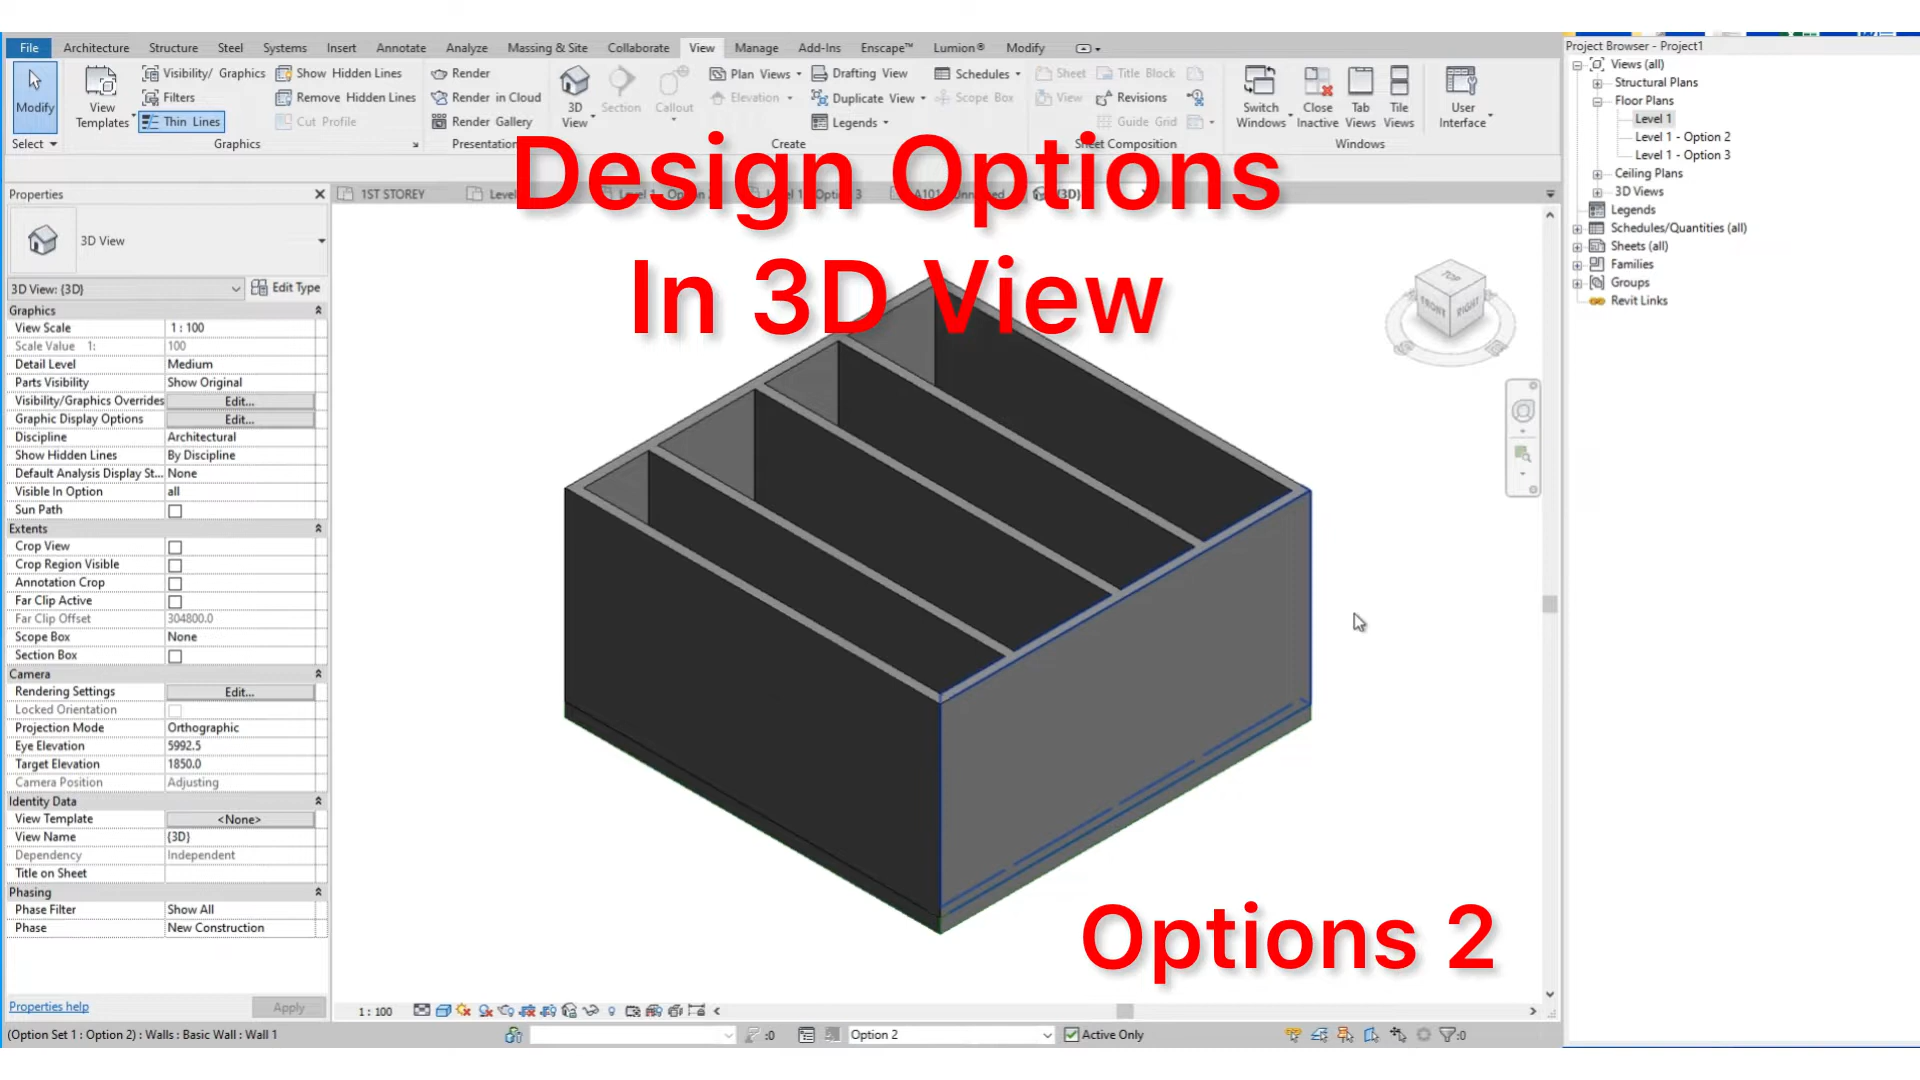 File Architecture Structure Steel Systems Insert Annotate Analyze Massing & Site Collaborate View Manage Add-Ins Enscape™ Lumion® Modify
Modify
Select
View Templates
Visibility/ Graphics
Filters
Thin Lines
Show Hidden Lines
Remove Hidden Lines
Cut Profile
Graphics
Render
Render in Cloud
Render Gallery
Presentation
3D View
Section
Callout
Plan Views
Elevation
Drafting View
Duplicate View
Legends
Schedules
Scope Box
Create
Sheet
View
Title Block
Revisions
Guide Grid
Sheet Composition
Switch Windows
Close Inactive
Tab Views
Tile Views
Windows
User Interface
Design Options
In 3D View
1ST STOREY
Properties
3D View
3D View: {3D} Edit Type
Graphics
View Scale 1 : 100
Scale Value 1: 100
Detail Level Medium
Parts Visibility Show Original
Visibility/Graphics Overrides Edit...
Graphic Display Options Edit...
Discipline Architectural
Show Hidden Lines By Discipline
Default Analysis Display St... None
Visible In Option all
Sun Path
Extents
Crop View
Crop Region Visible
Annotation Crop
Far Clip Active
Far Clip Offset 304800.0
Scope Box None
Section Box
Camera
Rendering Settings Edit...
Locked Orientation
Projection Mode Orthographic
Eye Elevation 5992.5
Target Elevation 1850.0
Camera Position Adjusting
Identity Data
View Template <None>
View Name {3D}
Dependency Independent
Title on Sheet
Phasing
Phase Filter Show All
Phase New Construction
Properties help Apply
TOP
FRONT RIGHT
Options 2
Project Browser - Project1
Views (all)
Structural Plans
Floor Plans
Level 1
Level 1 - Option 2
Level 1 - Option 3
Ceiling Plans
3D Views
Legends
Schedules/Quantities (all)
Sheets (all)
Families
Groups
Revit Links
1 : 100
(Option Set 1 : Option 2) : Walls : Basic Wall : Wall 1 :0 Option 2 Active Only :0